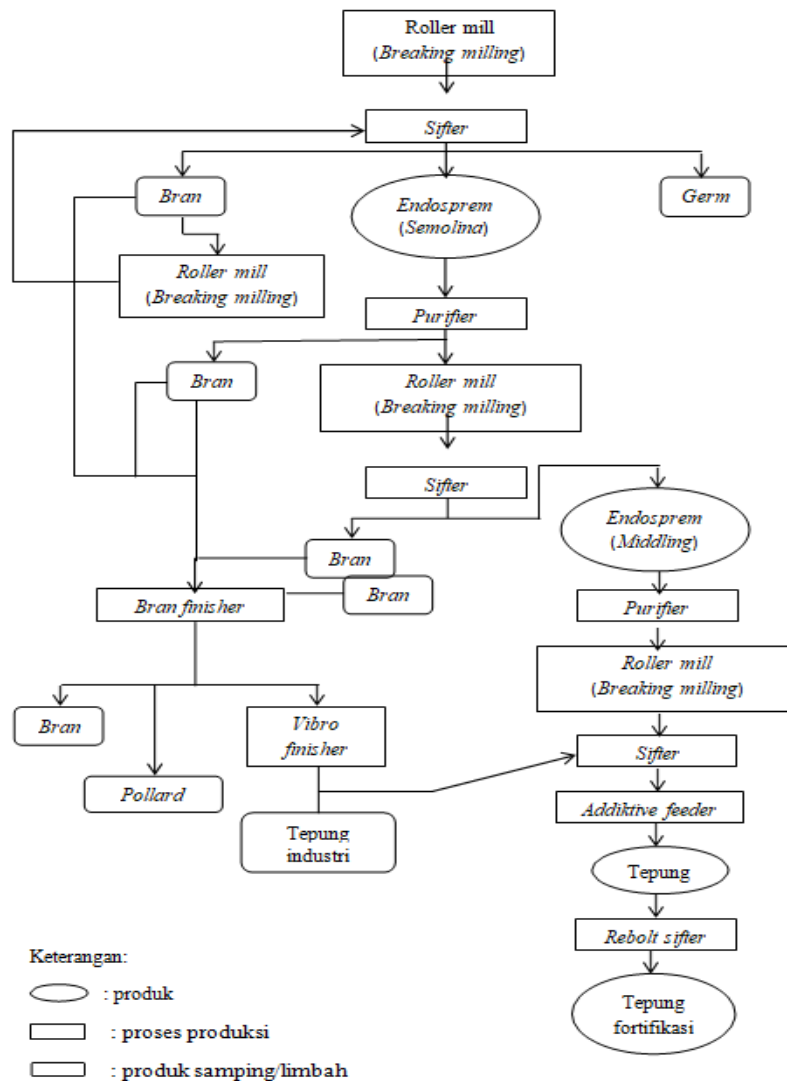 Roller mill
(Breaking milling)
Sifter
Bran
Endosprem
(Semolina)
Germ
Roller mill
(Breaking milling)
Purifier
Bran
Roller mill
(Breaking milling)
Sifter
Endosprem
(Middling)
Bran
Bran
Bran finisher
Purifier
Roller mill
(Breaking milling)
Bran
Vibro
finisher
Sifter
Pollard
Addiktive feeder
Tepung
industri
Tepung
Rebolt sifter
Tepung
fortifikasi
Keterangan:
: produk
: proses produksi
: produk samping/limbah